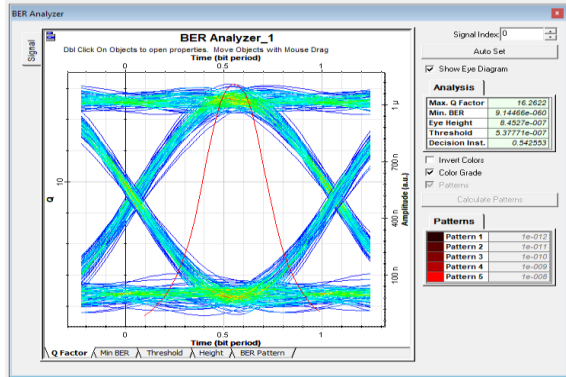 BER Analyzer
Signal
BER Analyzer_1
Dbl Click On Objects to open properties. Move Objects with Mouse Drag
Time (bit period)
0 0.5 1
Q
10
1 µ
700 n
400 n
100 n
Amplitude (a.u.)
0 0.5 1
Time (bit period)
Q Factor Min BER Threshold Height BER Pattern
Signal Index: 0
Auto Set
Show Eye Diagram
Analysis
Max. Q Factor 16.2622
Min. BER 9.14466e-060
Eye Height 8.4527e-007
Threshold 5.37771e-007
Decision Inst. 0.542553
Invert Colors
Color Grade
Patterns
Calculate Patterns
Patterns
Pattern 1 1e-012
Pattern 2 1e-011
Pattern 3 1e-010
Pattern 4 1e-009
Pattern 5 1e-008